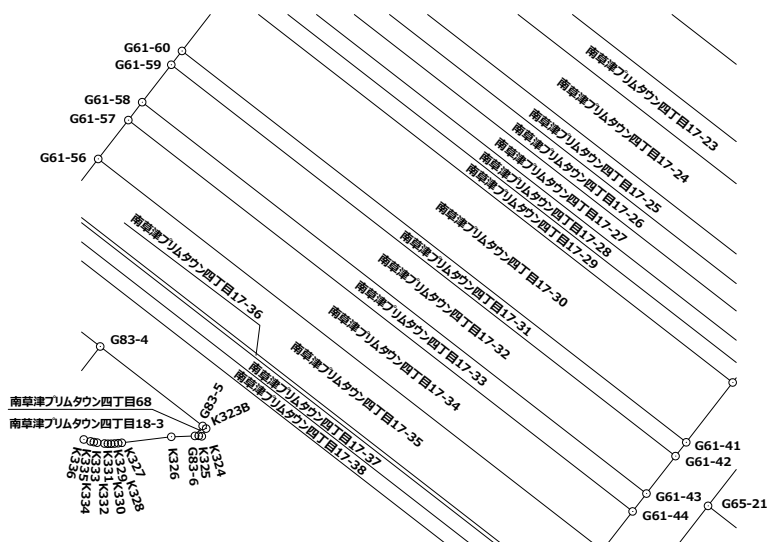 G61-60
G61-59
G61-58
G61-57
G61-56
南草津プリムタウン四丁目17-23
南草津プリムタウン四丁目17-24
南草津プリムタウン四丁目17-25
南草津プリムタウン四丁目17-26
南草津プリムタウン四丁目17-27
南草津プリムタウン四丁目17-28
南草津プリムタウン四丁目17-29
南草津プリムタウン四丁目17-30
南草津プリムタウン四丁目17-31
南草津プリムタウン四丁目17-32
南草津プリムタウン四丁目17-33
南草津プリムタウン四丁目17-34
南草津プリムタウン四丁目17-35
南草津プリムタウン四丁目17-36
南草津プリムタウン四丁目17-37
南草津プリムタウン四丁目17-38
G83-4
南草津プリムタウン四丁目68
南草津プリムタウン四丁目18-3
G83-5
K323B
K324
K325
G83-6
K326
K327
K328
K329
K330
K331
K332
K333
K334
K335
K336
G61-41
G61-42
G61-43
G61-44
G65-21